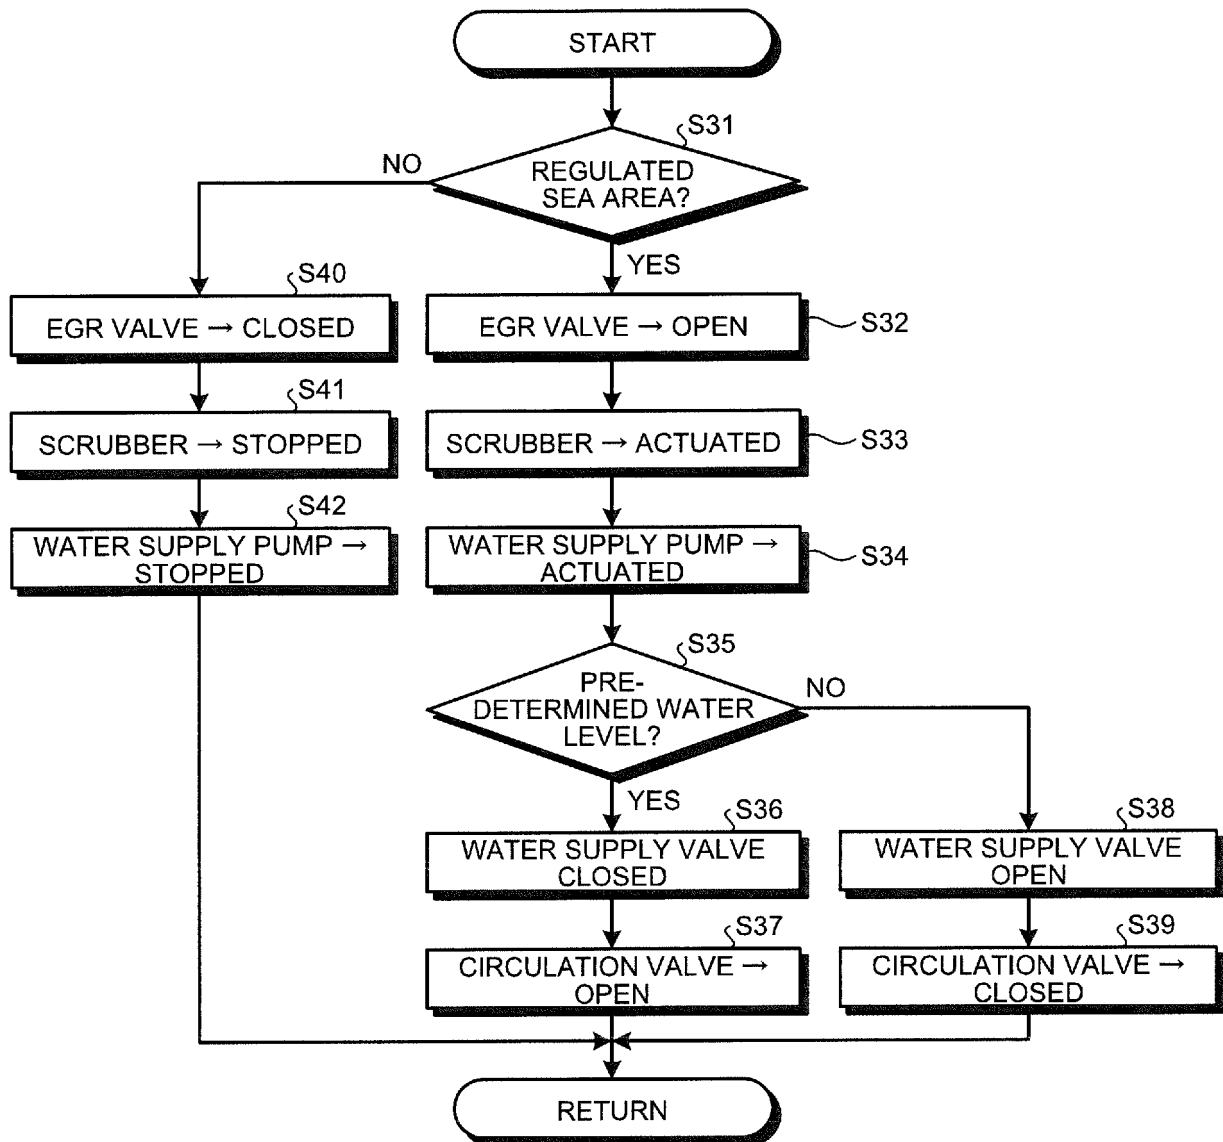 START
S31
NO
REGULATED
SEA AREA?
YES
S40
EGR VALVE → CLOSED
EGR VALVE → OPEN
S32
S41
SCRUBBER → STOPPED
SCRUBBER → ACTUATED
S33
S42
WATER SUPPLY PUMP →
STOPPED
WATER SUPPLY PUMP →
ACTUATED
S34
S35
PRE-
DETERMINED WATER
LEVEL?
NO
YES
S36
WATER SUPPLY VALVE
CLOSED
S38
WATER SUPPLY VALVE
OPEN
S37
CIRCULATION VALVE →
OPEN
S39
CIRCULATION VALVE →
CLOSED
RETURN